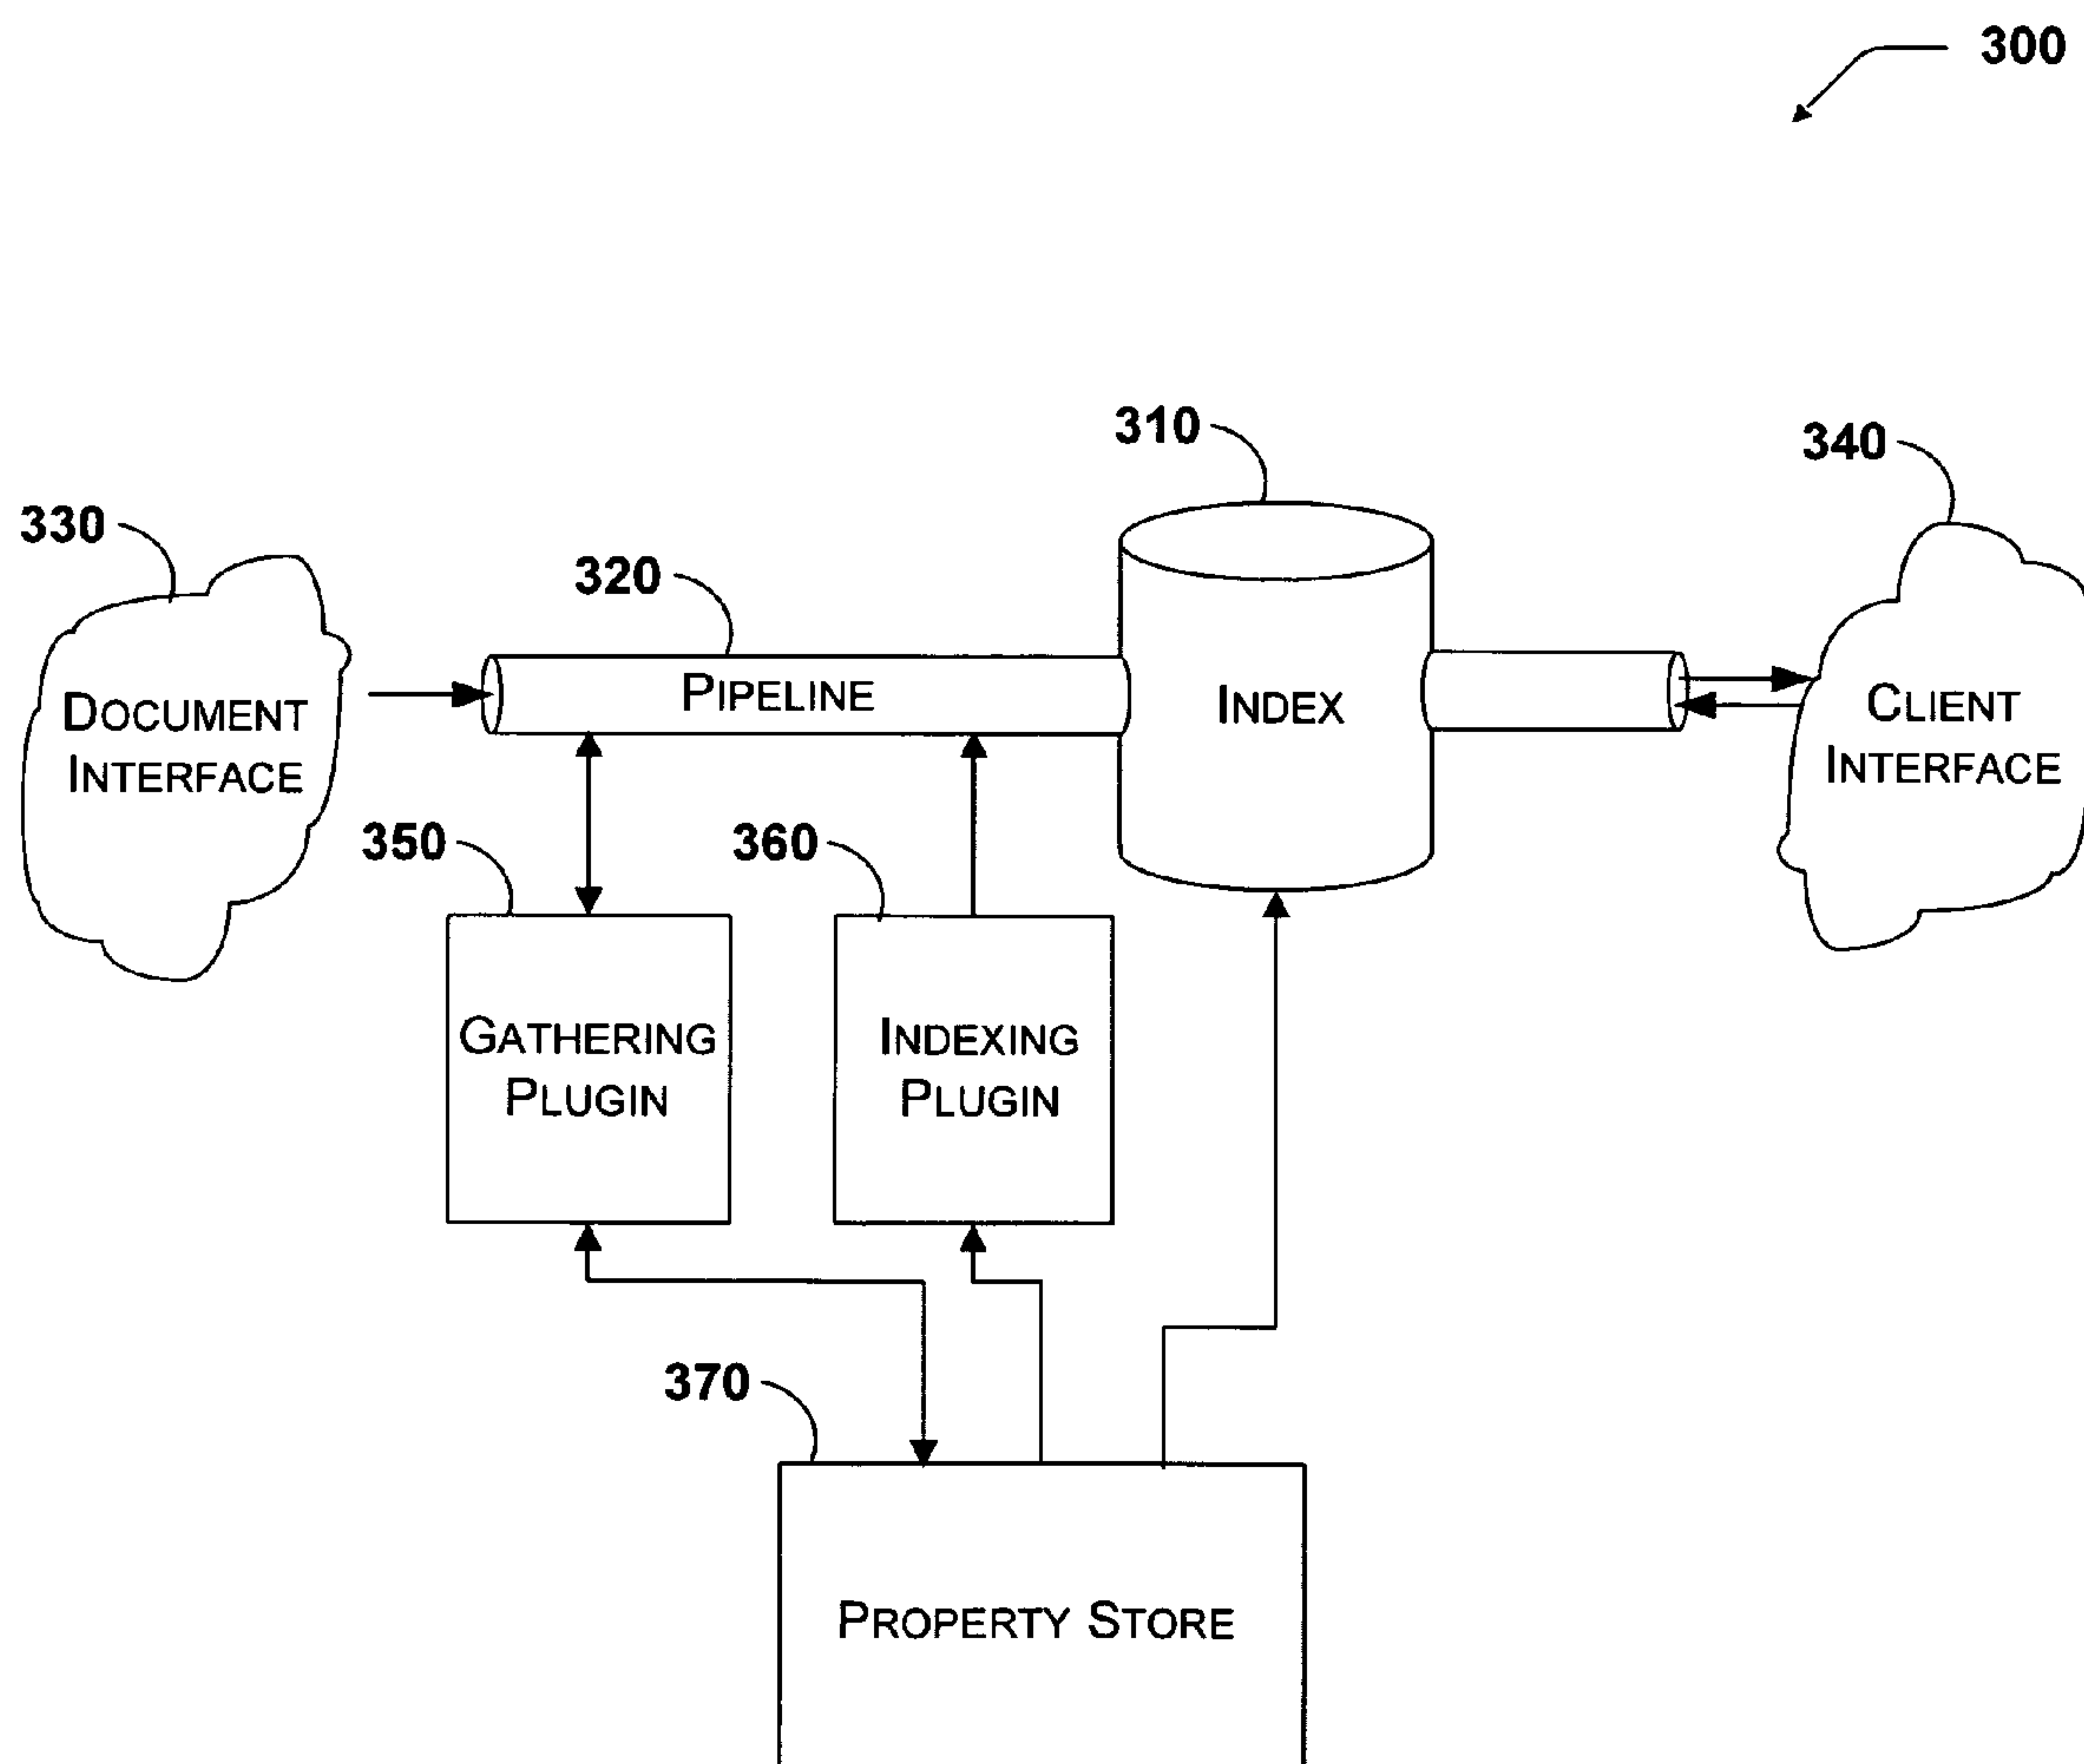 300
310
340
330
320
PIPELINE
INDEX
CLIENT
INTERFACE
DOCUMENT
INTERFACE
350
360
GATHERING
PLUGIN
INDEXING
PLUGIN
370
PROPERTY STORE